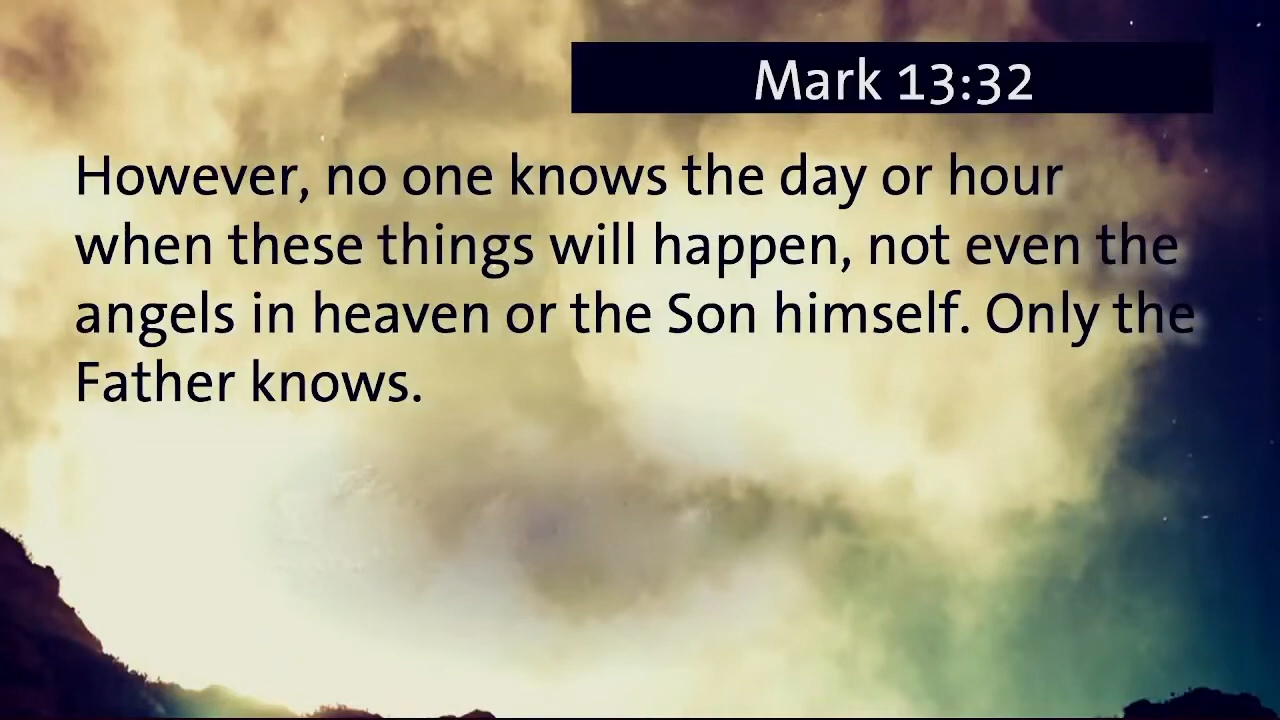 Mark 13:32
However, no one knows the day or hour
when these things will happen, not even the
angels in heaven or the Son himself. Only the
Father knows.